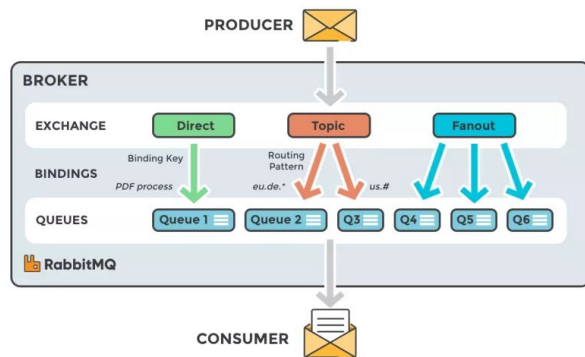 PRODUCER
BROKER
EXCHANGE
Direct
Topic
Fanout
Binding Key
Routing
Pattern
BINDINGS
PDF process
eu.de.*
us.#
QUEUES
Queue 1
Queue 2
Q3
Q4
Q5
Q6
RabbitMQ
CONSUMER